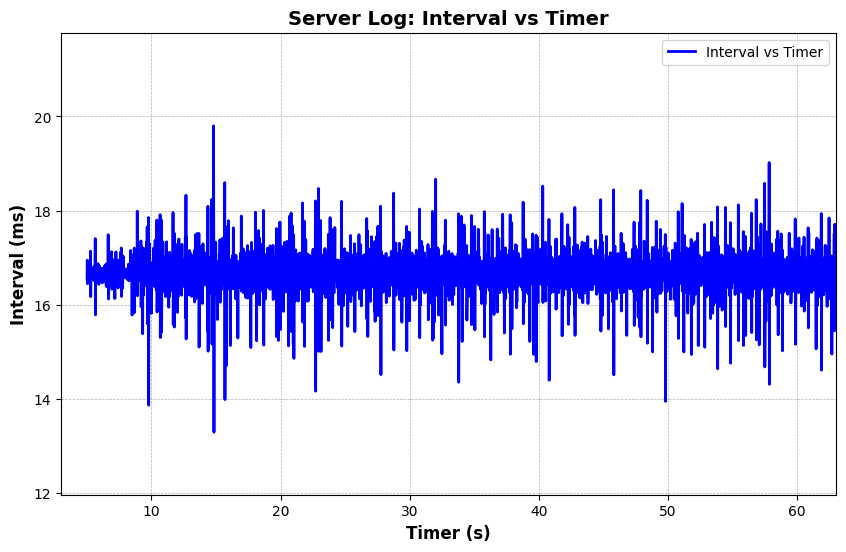 Server Log: Interval vs Timer
Interval vs Timer
Interval (ms)
20
18
16
14
12
10 20 30 40 50 60
Timer (s)